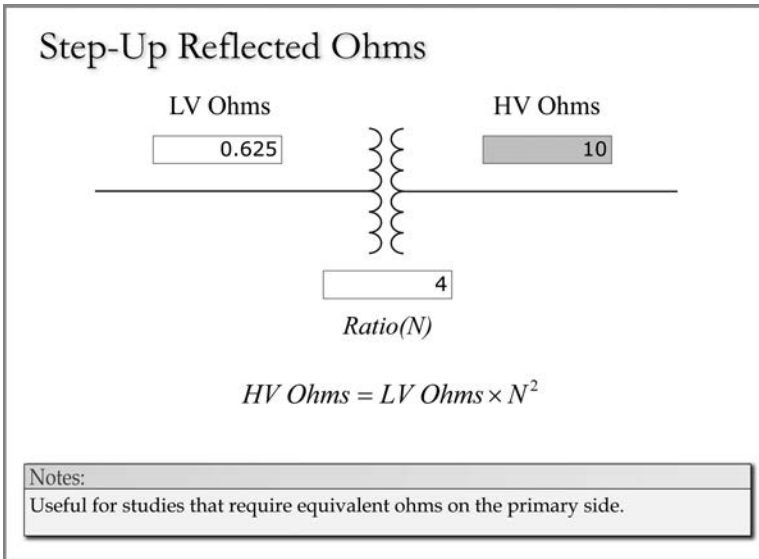 Step-Up Reflected Ohms
LV Ohms HV Ohms
0.625 10
4
Ratio(N)
HV Ohms = LV Ohms × N²
Notes:
Useful for studies that require equivalent ohms on the primary side.